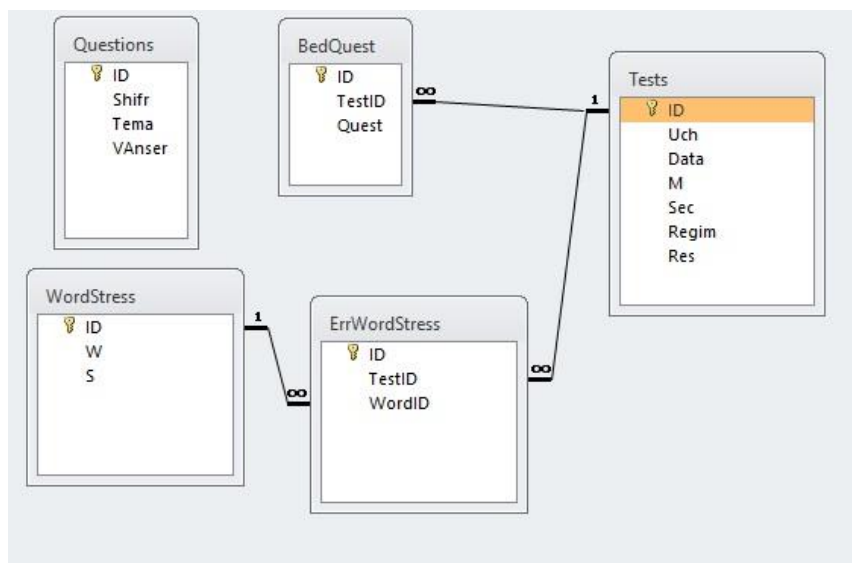 Questions
ID
Shifr
Tema
VAnser
BedQuest
ID
TestID
Quest
∞
1
Tests
ID
Uch
Data
M
Sec
Regim
Res
WordStress
ID
W
S
1
∞
ErrWordStress
ID
TestID
WordID
∞